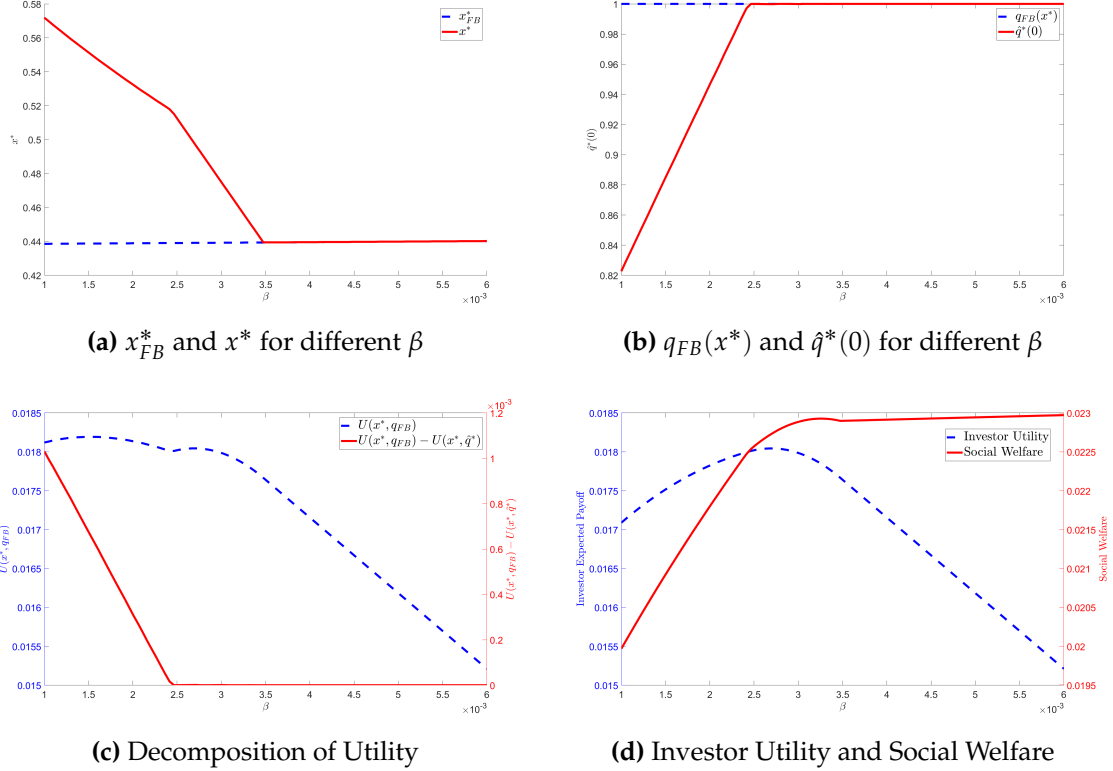 0.58
0.56
0.54
0.52
0.5
0.48
0.46
0.44
0.42
x*
1 1.5 2 2.5 3 3.5 4 4.5 5 5.5 6
β
×10⁻³
x*_FB
x*
(a) x*_FB and x* for different β
1
0.98
0.96
0.94
0.92
0.9
0.88
0.86
0.84
0.82
q̂*(0)
1 1.5 2 2.5 3 3.5 4 4.5 5 5.5 6
β
×10⁻³
q_FB(x*)
q̂*(0)
(b) q_FB(x*) and q̂*(0) for different β
0.0185
0.018
0.0175
0.017
0.0165
0.016
0.0155
0.015
U(x*, q_FB)
1 1.5 2 2.5 3 3.5 4 4.5 5 5.5 6
β
×10⁻³
×10⁻³
1.2
1
0.8
0.6
0.4
0.2
0
U(x*, q_FB) − U(x*, q̂*)
U(x*, q_FB)
U(x*, q_FB) − U(x*, q̂*)
(c) Decomposition of Utility
0.0185
0.018
0.0175
0.017
0.0165
0.016
0.0155
0.015
Investor Expected Payoff
1 1.5 2 2.5 3 3.5 4 4.5 5 5.5 6
β
×10⁻³
0.023
0.0225
0.022
0.0215
0.021
0.0205
0.02
0.0195
Social Welfare
Investor Utility
Social Welfare
(d) Investor Utility and Social Welfare